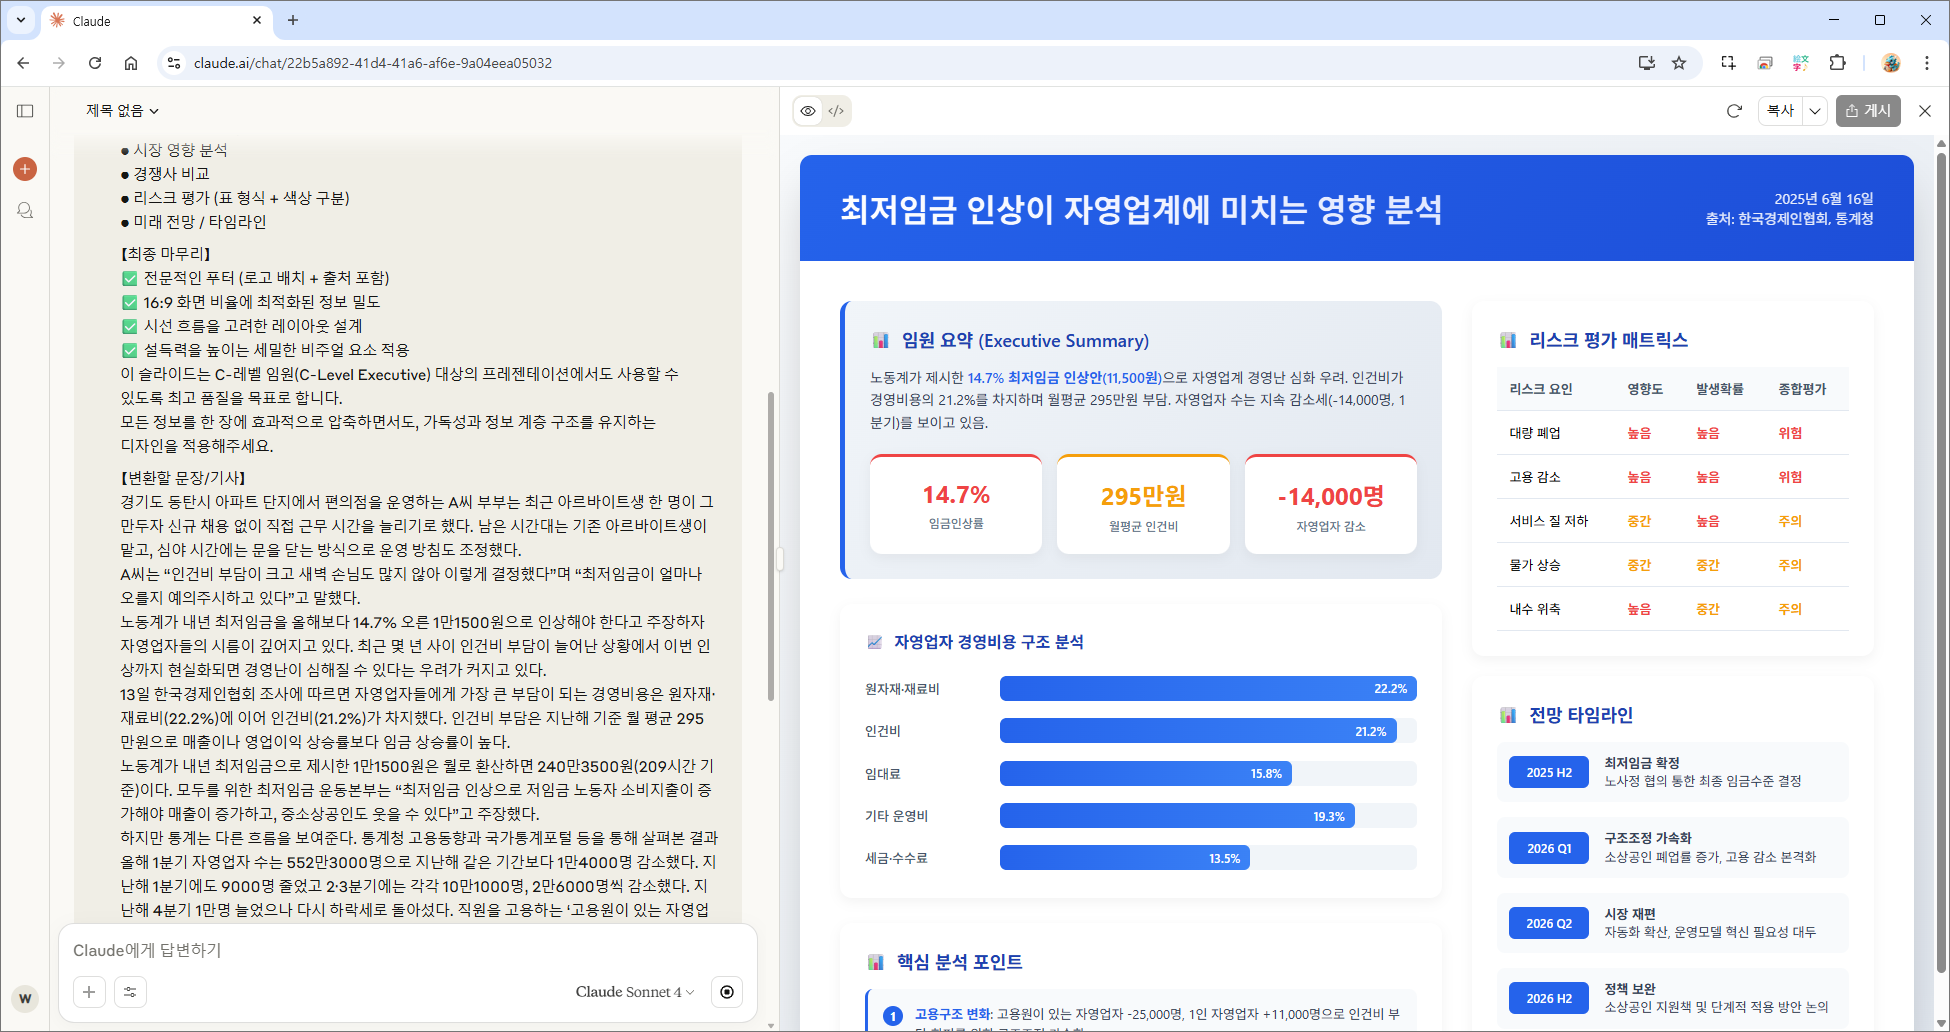 Claude
claude.ai/chat/22b5a892-41d4-41a6-af6e-9a04eea05032
제목 없음
● 시장 영향 분석
● 경쟁사 비교
● 리스크 평가 (표 형식 + 색상 구분)
● 미래 전망 / 타임라인
【최종 마무리】
✅ 전문적인 푸터 (로고 배치 + 출처 포함)
✅ 16:9 화면 비율에 최적화된 정보 밀도
✅ 시선 흐름을 고려한 레이아웃 설계
✅ 설득력을 높이는 세밀한 비주얼 요소 적용
이 슬라이드는 C-레벨 임원(C-Level Executive) 대상의 프레젠테이션에서도 사용할 수
있도록 최고 품질을 목표로 합니다.
모든 정보를 한 장에 효과적으로 압축하면서도, 가독성과 정보 계층 구조를 유지하는
디자인을 적용해주세요.
【변환할 문장/기사】
경기도 동탄시 아파트 단지에서 편의점을 운영하는 A씨 부부는 최근 아르바이트생 한 명이 그
만두자 신규 채용 없이 직접 근무 시간을 늘리기로 했다. 남은 시간대는 기존 아르바이트생이
맡고, 심야 시간에는 문을 닫는 방식으로 운영 방침도 조정했다.
A씨는 “인건비 부담이 크고 새벽 손님도 많지 않아 이렇게 결정했다”며 “최저임금이 얼마나
오를지 예의주시하고 있다”고 말했다.
노동계가 내년 최저임금을 올해보다 14.7% 오른 1만1500원으로 인상해야 한다고 주장하자
자영업자들의 시름이 깊어지고 있다. 최근 몇 년 사이 인건비 부담이 늘어난 상황에서 이번 인
상까지 현실화되면 경영난이 심해질 수 있다는 우려가 커지고 있다.
13일 한국경제인협회 조사에 따르면 자영업자들에게 가장 큰 부담이 되는 경영비용은 원자재·
재료비(22.2%)에 이어 인건비(21.2%)가 차지했다. 인건비 부담은 지난해 기준 월 평균 295
만원으로 매출이나 영업이익 상승률보다 임금 상승률이 높다.
노동계가 내년 최저임금으로 제시한 1만1500원은 월로 환산하면 240만3500원(209시간 기
준)이다. 모두를 위한 최저임금 운동본부는 “최저임금 인상으로 저임금 노동자 소비지출이 증
가해야 매출이 증가하고, 중소상공인도 웃을 수 있다”고 주장했다.
하지만 통계는 다른 흐름을 보여준다. 통계청 고용동향과 국가통계포털 등을 통해 살펴본 결과
올해 1분기 자영업자 수는 552만3000명으로 지난해 같은 기간보다 1만4000명 감소했다. 지
난해 1분기에도 9000명 줄었고 2·3분기에는 각각 10만1000명, 2만6000명씩 감소했다. 지
난해 4분기 1만명 늘었으나 다시 하락세로 돌아섰다. 직원을 고용하는 ‘고용원이 있는 자영업
Claude에게 답변하기
Claude Sonnet 4
W
복사
게시
최저임금 인상이 자영업계에 미치는 영향 분석
2025년 6월 16일
출처: 한국경제인협회, 통계청
임원 요약 (Executive Summary)
노동계가 제시한 14.7% 최저임금 인상안(11,500원)으로 자영업계 경영난 심화 우려. 인건비가
경영비용의 21.2%를 차지하며 월평균 295만원 부담. 자영업자 수는 지속 감소세(-14,000명, 1
분기)를 보이고 있음.
14.7%
임금인상률
295만원
월평균 인건비
-14,000명
자영업자 감소
자영업자 경영비용 구조 분석
원자재·재료비 22.2%
인건비 21.2%
임대료 15.8%
기타 운영비 19.3%
세금·수수료 13.5%
핵심 분석 포인트
1 고용구조 변화: 고용원이 있는 자영업자 -25,000명, 1인 자영업자 +11,000명으로 인건비 부
리스크 평가 매트릭스
리스크 요인 영향도 발생확률 종합평가
대량 폐업 높음 높음 위험
고용 감소 높음 높음 위험
서비스 질 저하 중간 높음 주의
물가 상승 중간 중간 주의
내수 위축 높음 중간 주의
전망 타임라인
2025 H2
최저임금 확정
노사정 협의 통한 최종 임금수준 결정
2026 Q1
구조조정 가속화
소상공인 폐업률 증가, 고용 감소 본격화
2026 Q2
시장 재편
자동화 확산, 운영모델 혁신 필요성 대두
2026 H2
정책 보완
소상공인 지원책 및 단계적 적용 방안 논의